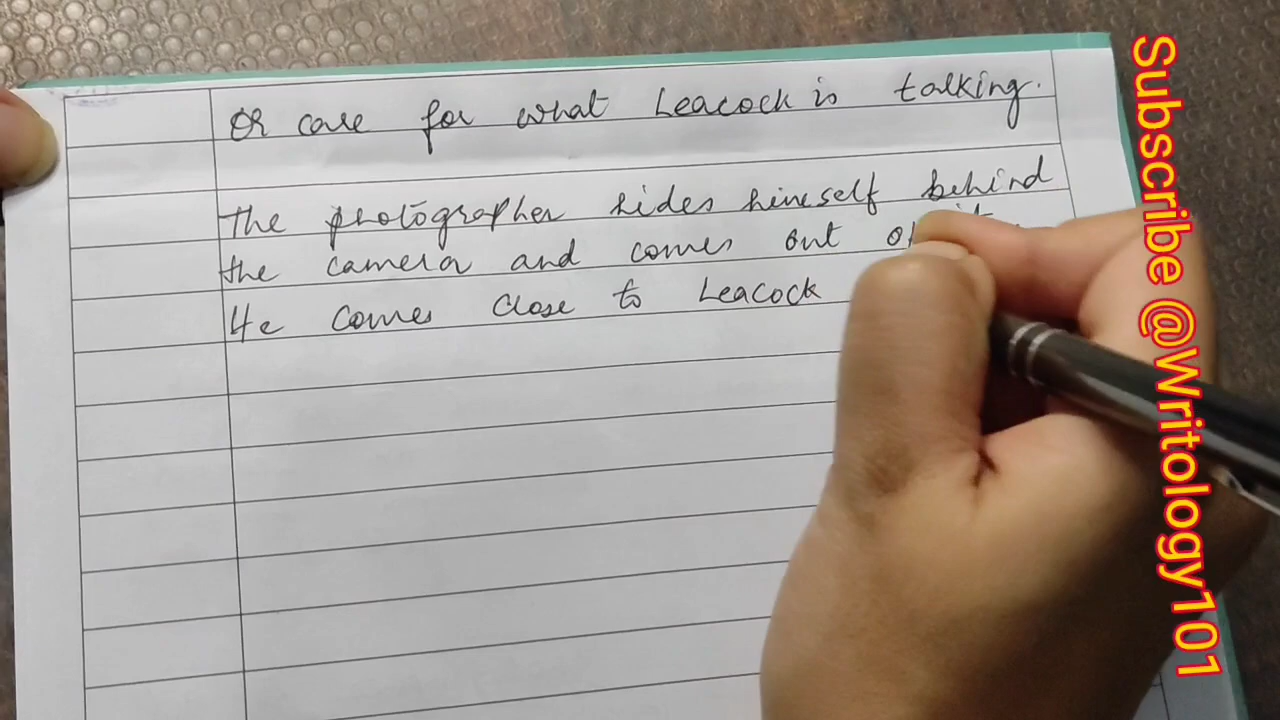 or care for what Leacock is talking.
The photographer hides himself behind
the camera and comes out of it
He comes close to Leacock
Subscribe @Writology101